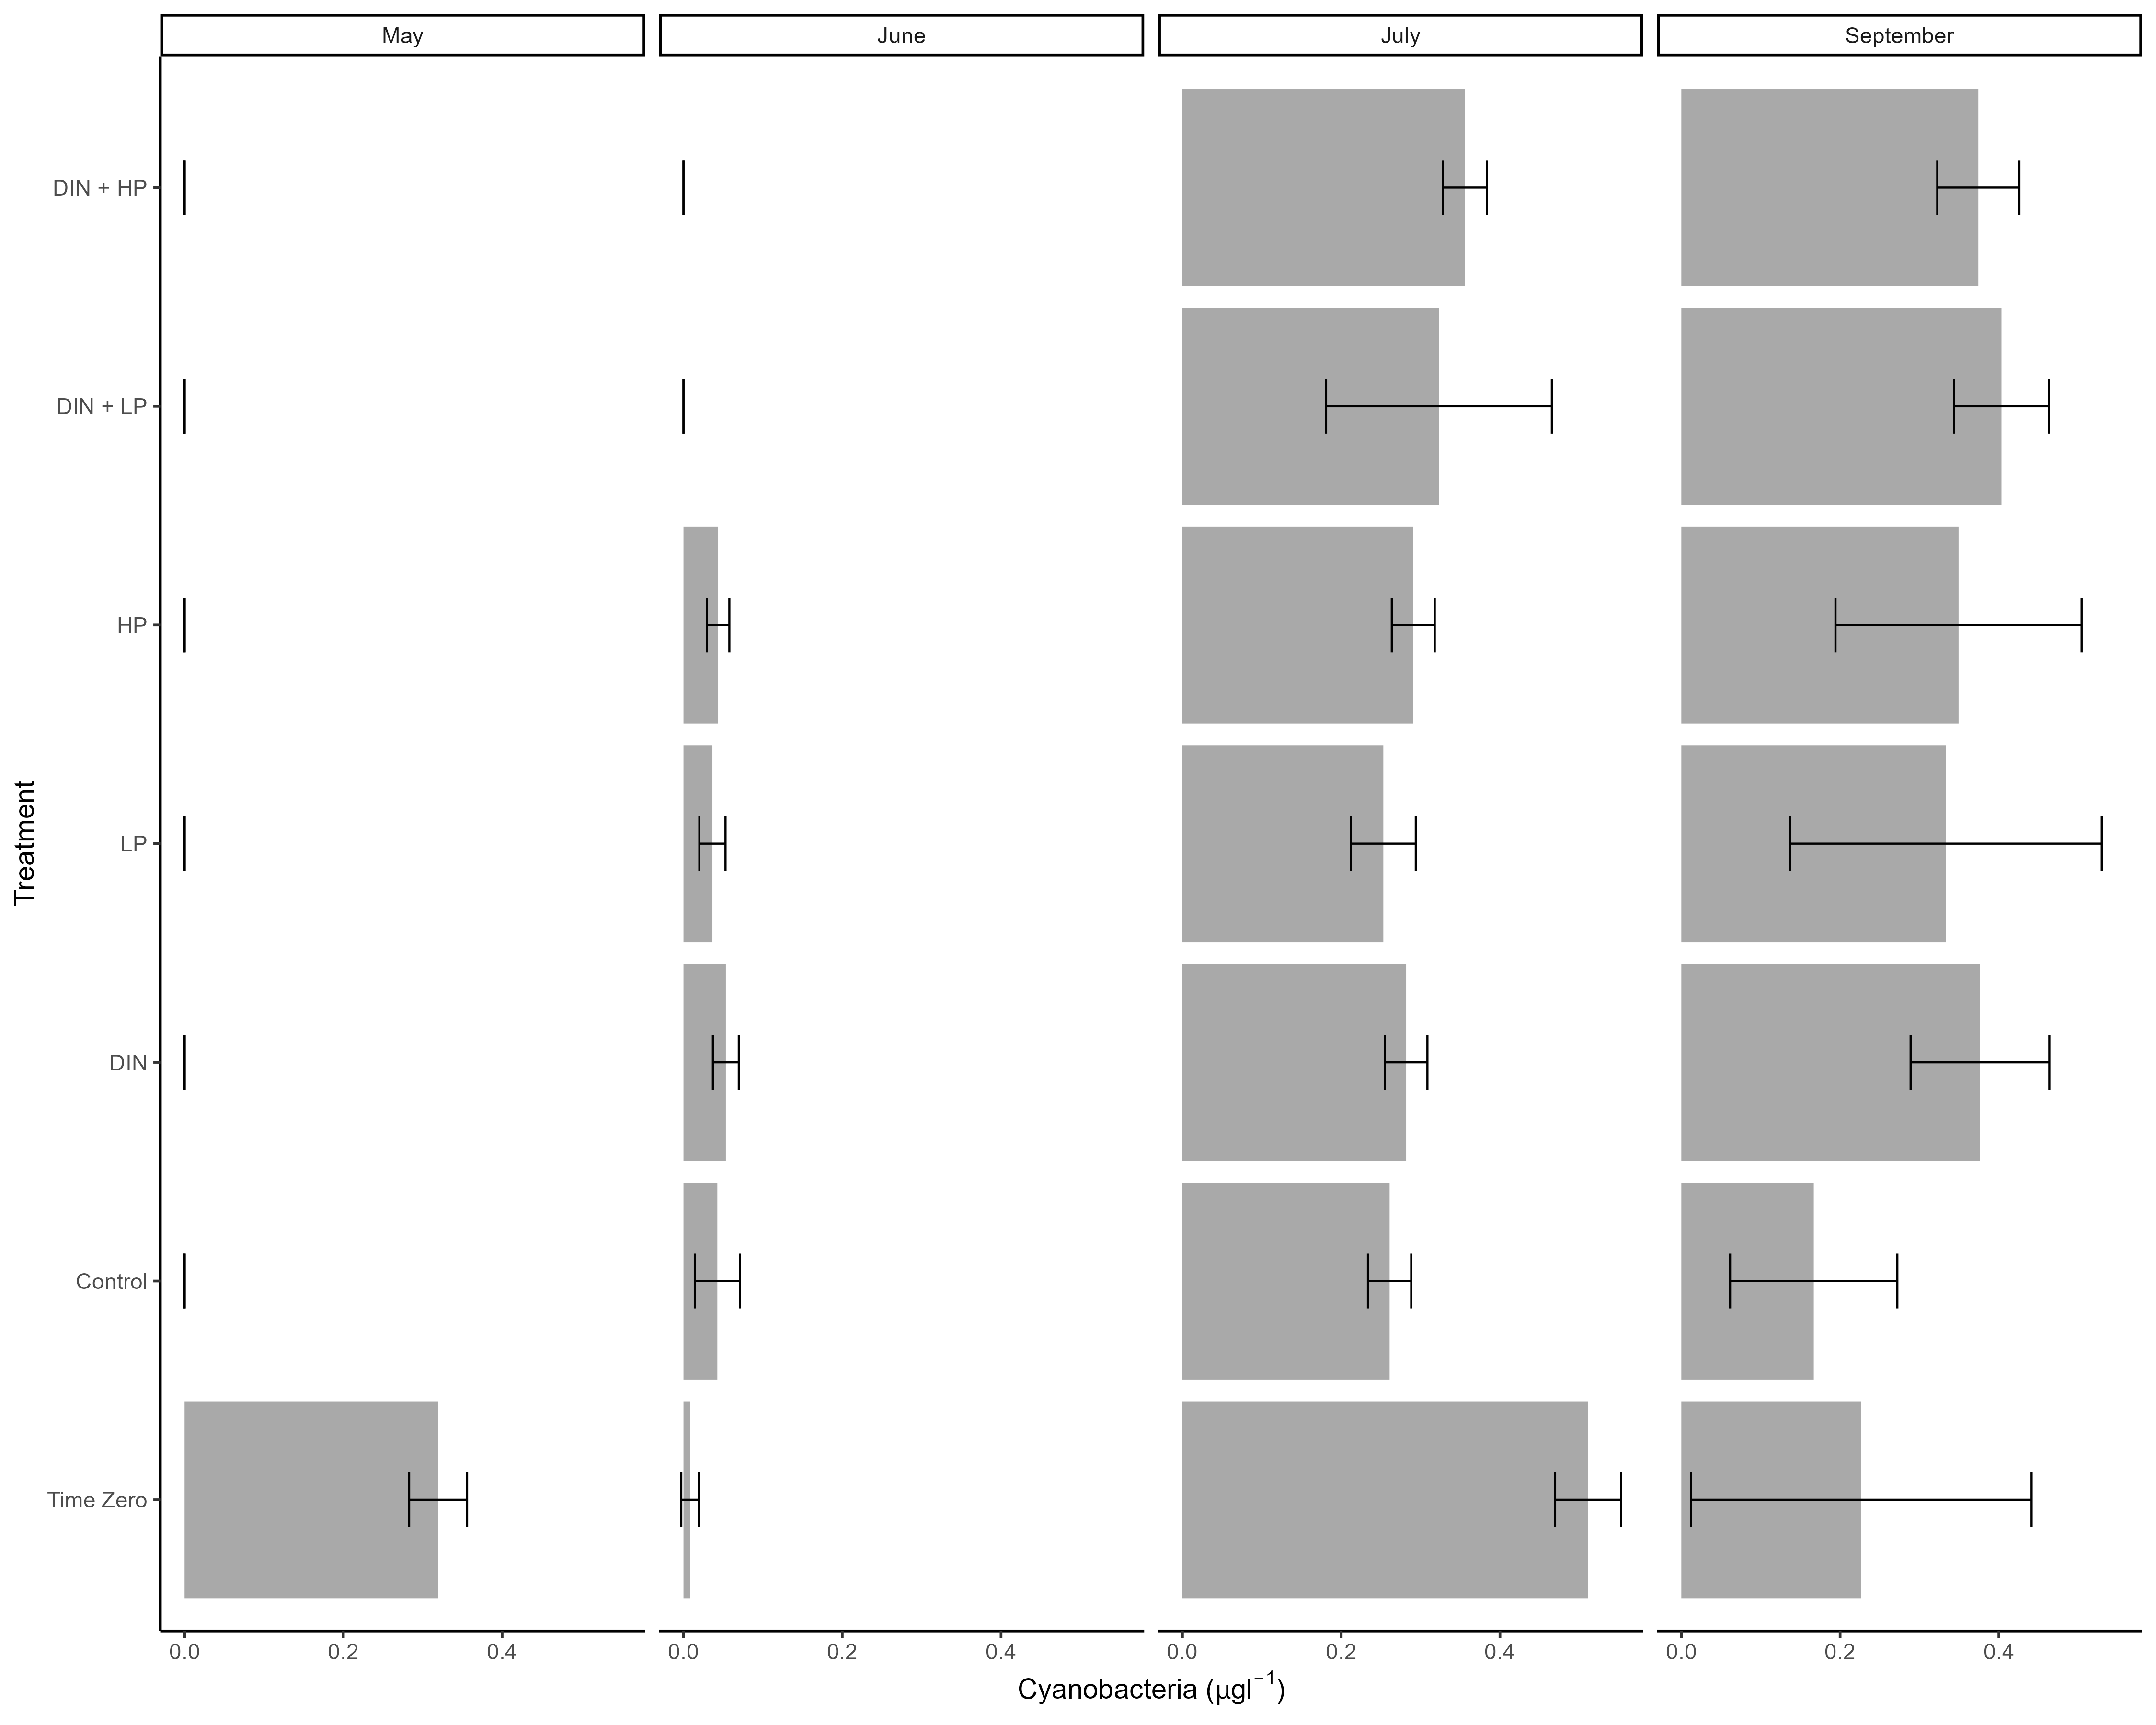 May
June
July
September
DIN + HP
DIN + LP
HP
LP
DIN
Control
Time Zero
Treatment
0.0 0.2 0.4
0.0 0.2 0.4
0.0 0.2 0.4
0.0 0.2 0.4
Cyanobacteria (µgl⁻¹)